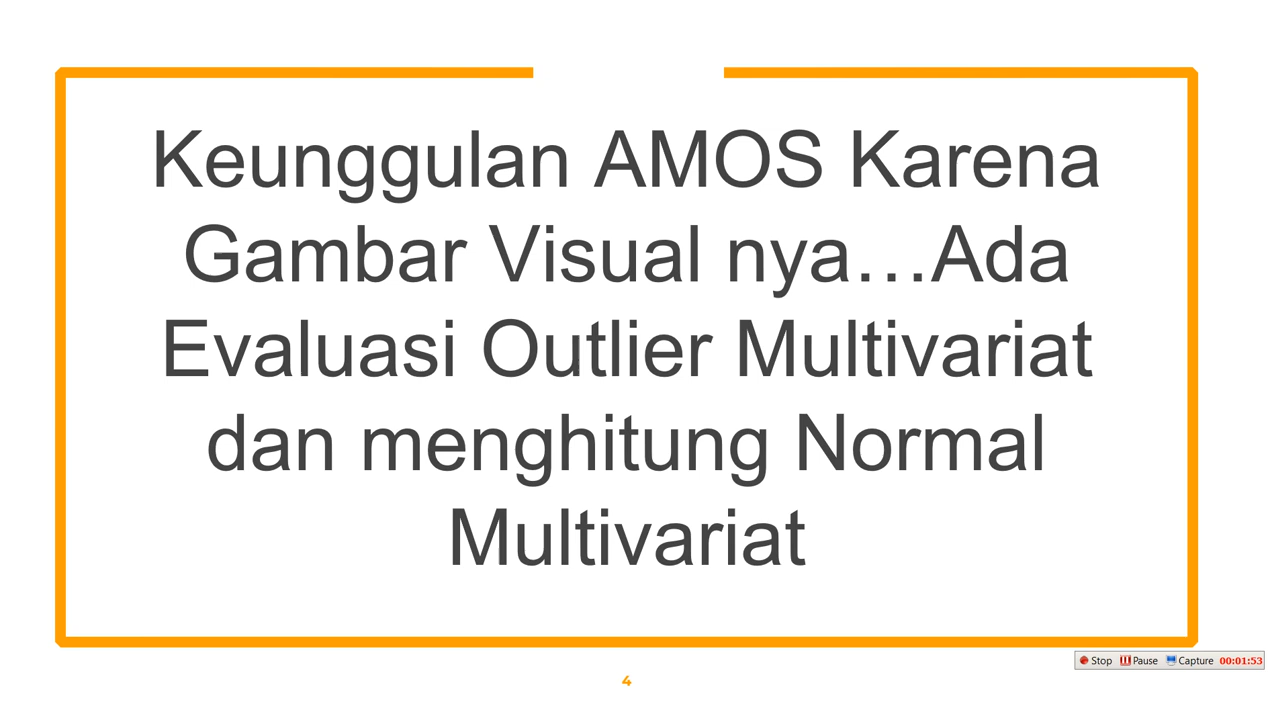 Keunggulan AMOS Karena
Gambar Visual nya...Ada
Evaluasi Outlier Multivariat
dan menghitung Normal
Multivariat
Stop Pause Capture 00:01:53
4